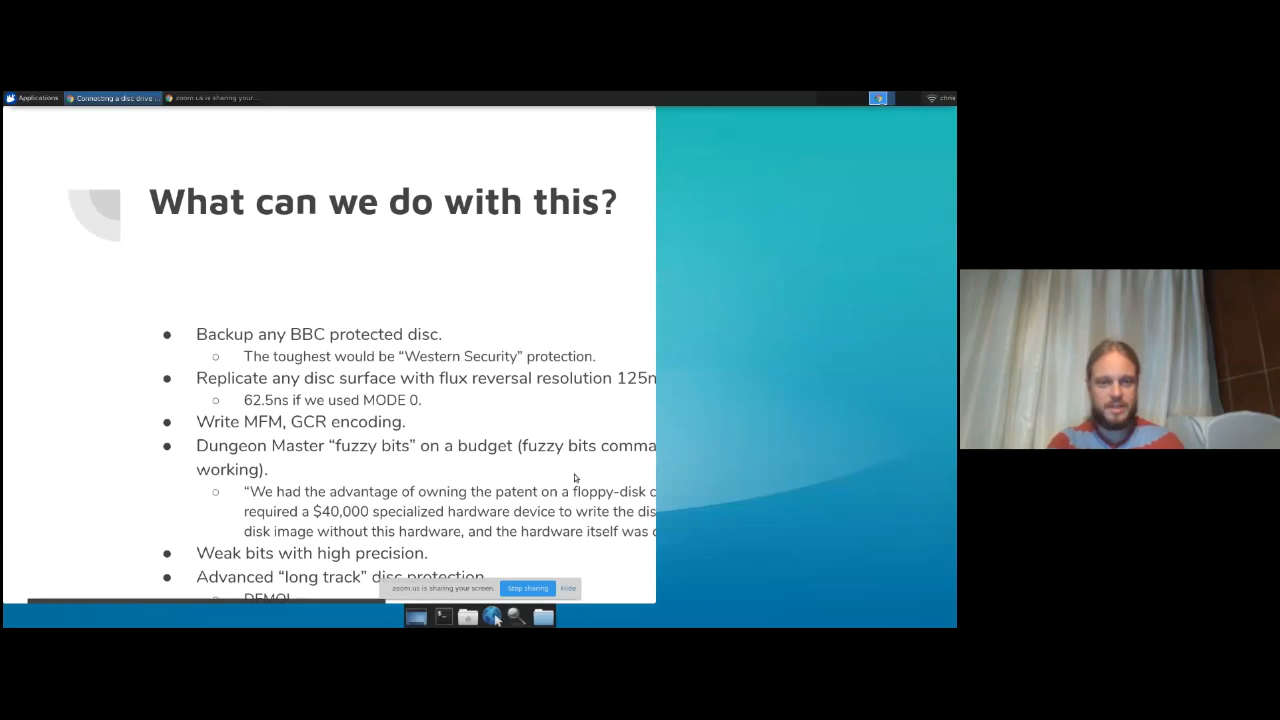 Applications
Connecting a disc drive ...
zoom.us is sharing your...
chris
What can we do with this?
● Backup any BBC protected disc.
○ The toughest would be “Western Security” protection.
● Replicate any disc surface with flux reversal resolution 125n
○ 62.5ns if we used MODE 0.
● Write MFM, GCR encoding.
● Dungeon Master “fuzzy bits” on a budget (fuzzy bits comma
working).
○ “We had the advantage of owning the patent on a floppy-disk c
required a $40,000 specialized hardware device to write the dis
disk image without this hardware, and the hardware itself was c
● Weak bits with high precision.
● Advanced “long track” disc protection
○ DEMO!
zoom.us is sharing your screen.
Stop sharing
Hide